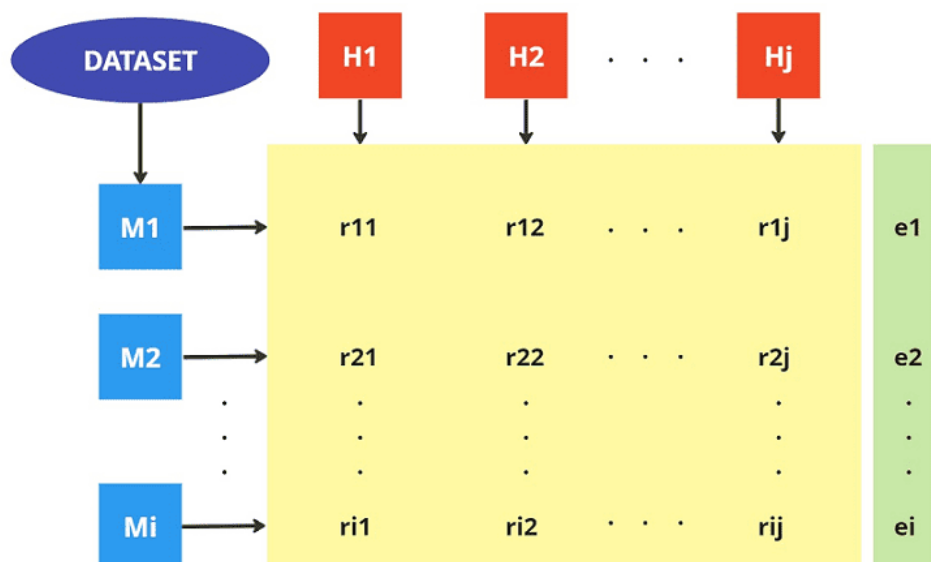 DATASET H1 H2 . . . Hj
M1 r11 r12 . . . r1j e1
M2 r21 r22 . . . r2j e2
. . . . .
. . . . .
. . . . .
Mi ri1 ri2 . . . rij ei